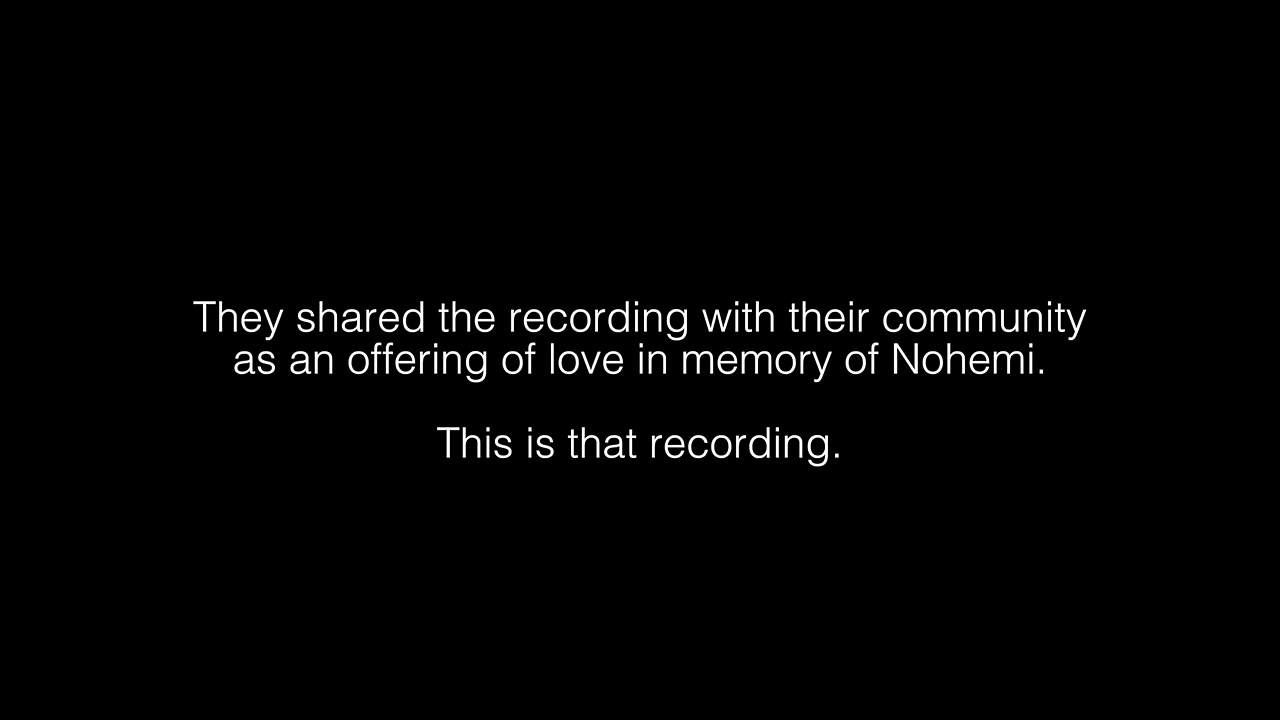 They shared the recording with their community
as an offering of love in memory of Nohemi.
This is that recording.